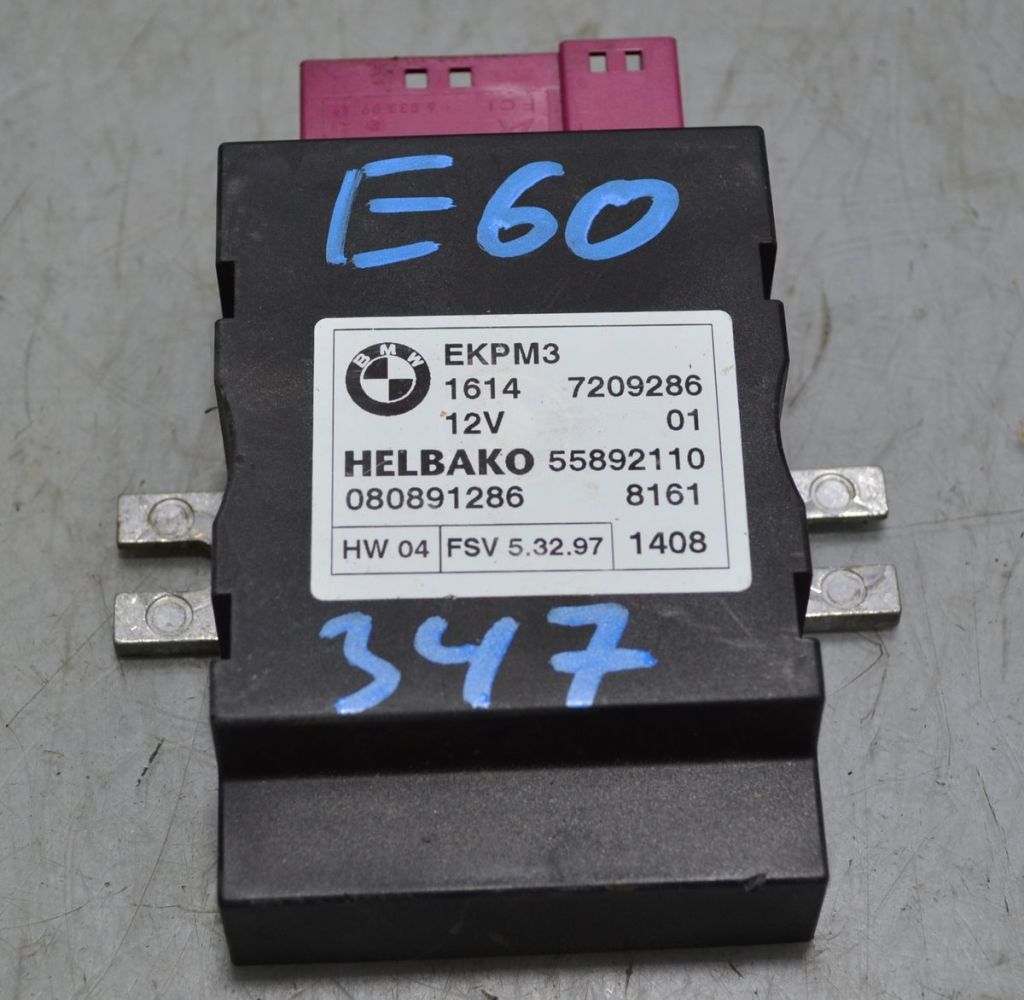 E60
BMW
EKPM3
1614 7209286
12V 01
HELBAKO 55892110
080891286 8161
HW 04 FSV 5.32.97 1408
347